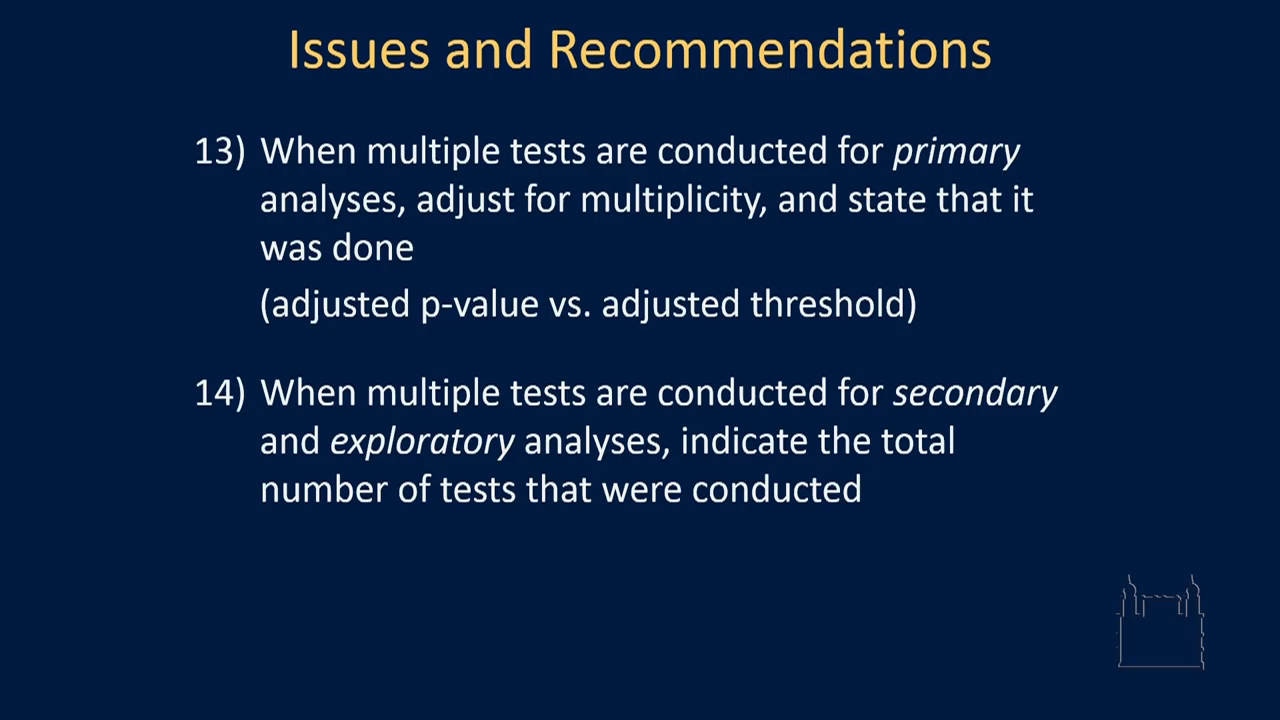 Issues and Recommendations
13) When multiple tests are conducted for primary
analyses, adjust for multiplicity, and state that it
was done
(adjusted p-value vs. adjusted threshold)
14) When multiple tests are conducted for secondary
and exploratory analyses, indicate the total
number of tests that were conducted